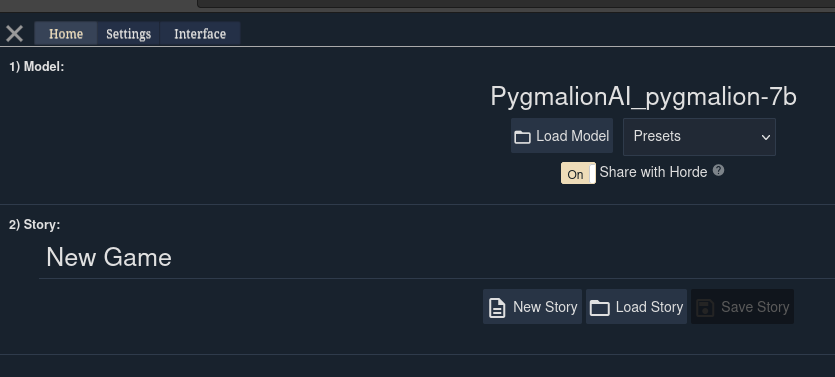 Home Settings Interface
1) Model:
PygmalionAI_pygmalion-7b
Load Model Presets
On Share with Horde ?
2) Story:
New Game
New Story Load Story Save Story